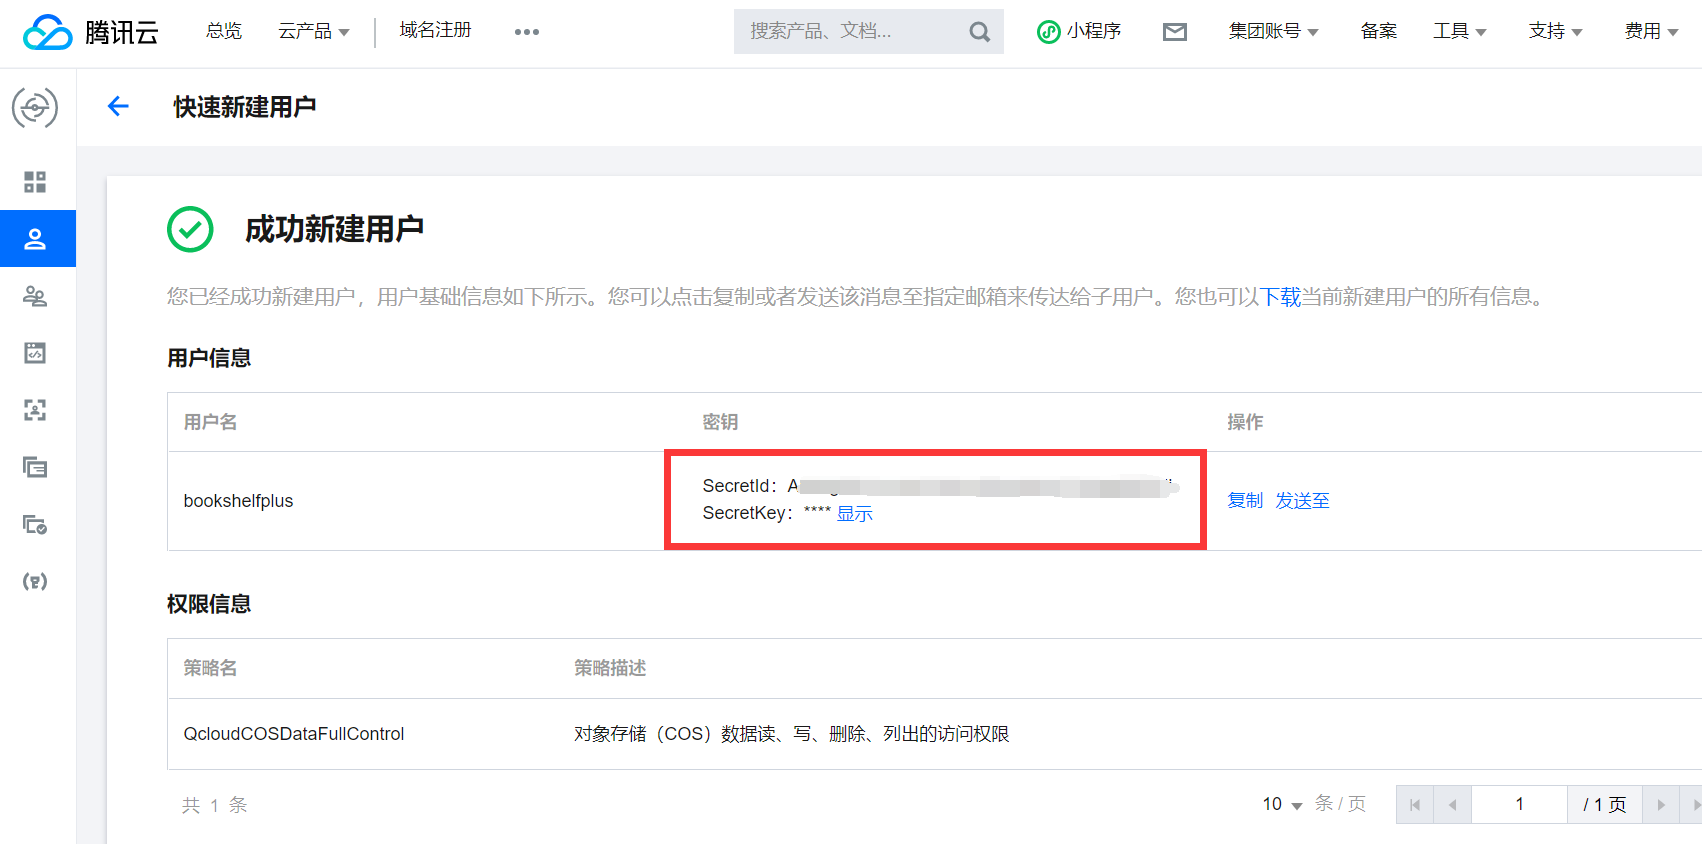 腾讯云 总览 云产品 域名注册 ••• 搜索产品、文档... 小程序 集团账号 备案 工具 支持 费用
快速新建用户
成功新建用户
您已经成功新建用户，用户基础信息如下所示。您可以点击复制或者发送该消息至指定邮箱来传达给子用户。您也可以下载当前新建用户的所有信息。
用户信息
用户名 密钥 操作
SecretId： A
bookshelfplus 复制 发送至
SecretKey： **** 显示
权限信息
策略名 策略描述
QcloudCOSDataFullControl 对象存储（COS）数据读、写、删除、列出的访问权限
共 1 条 10 条 / 页 1 / 1 页